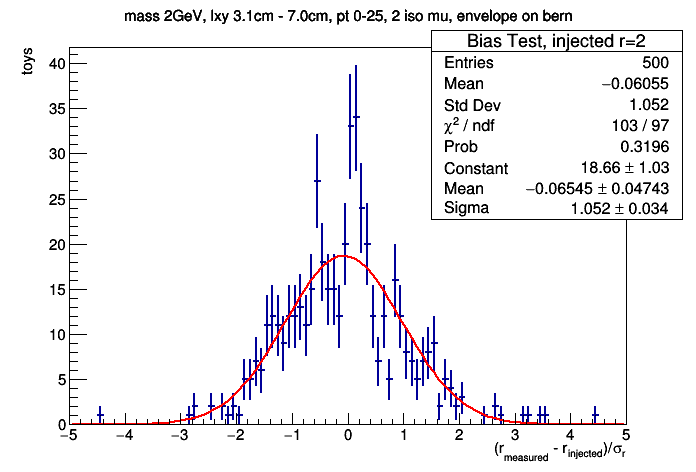 mass 2GeV, lxy 3.1cm - 7.0cm, pt 0-25, 2 iso mu, envelope on bern
Bias Test, injected r=2
Entries 500
Mean −0.06055
Std Dev 1.052
χ² / ndf 103 / 97
Prob 0.3196
Constant 18.66 ± 1.03
Mean −0.06545 ± 0.04743
Sigma 1.052 ± 0.034
toys
40
35
30
25
20
15
10
5
0
−5 −4 −3 −2 −1 0 1 2 3 4 5
(r_measured - r_injected)/σ_r